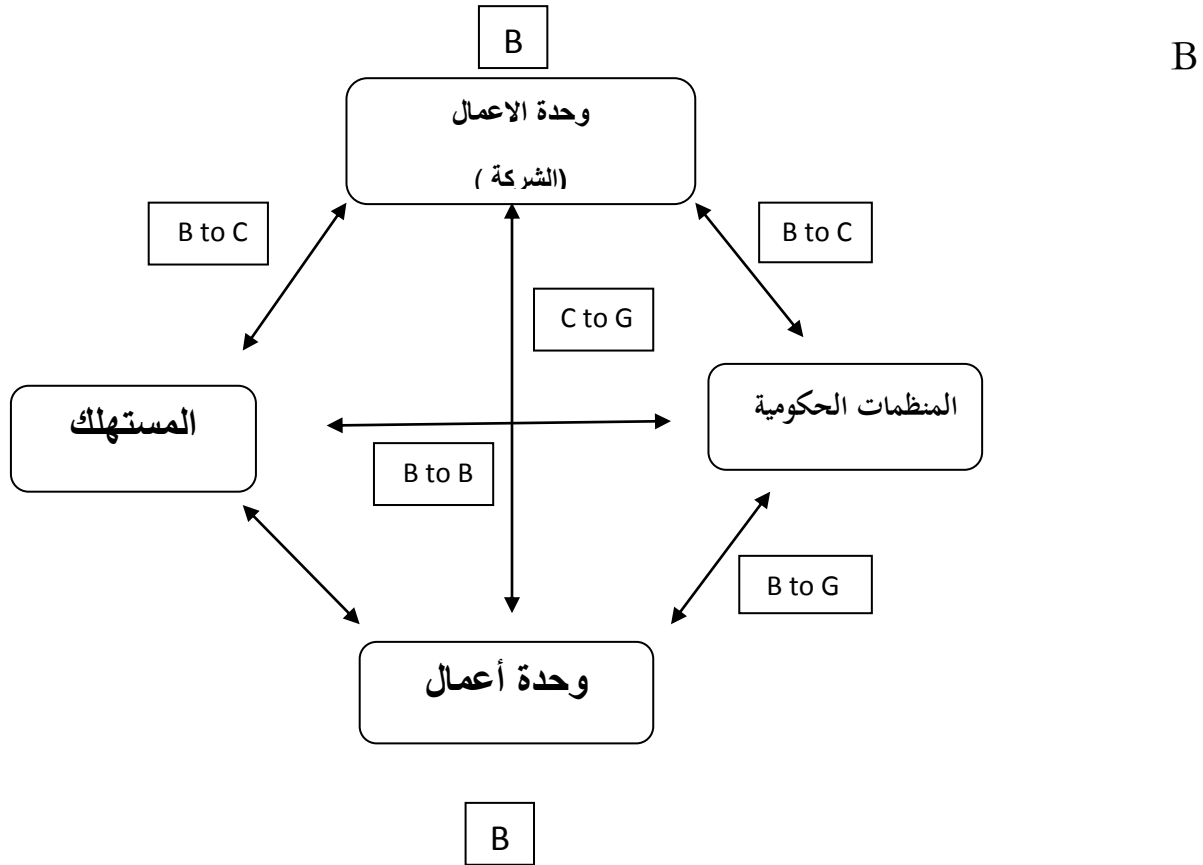 B
B
وحدة الاعمال
(الشركة )
B to C
B to C
C to G
المستهلك
المنظمات الحكومية
B to B
B to G
وحدة أعمال
B